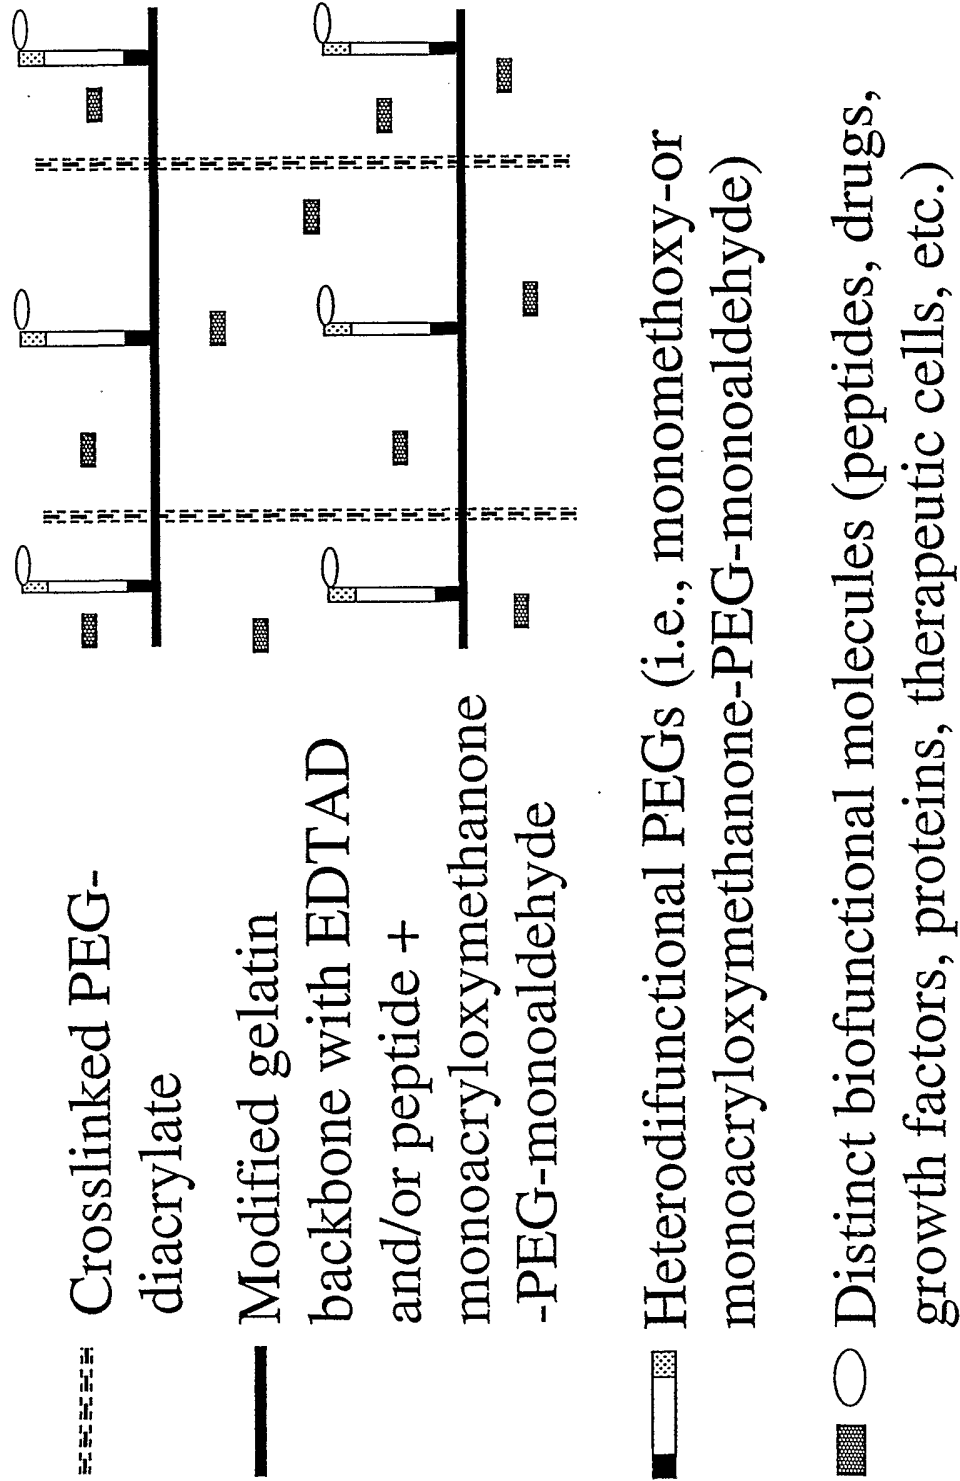 Crosslinked PEG-
diacrylate
Modified gelatin
backbone with EDTAD
and/or peptide +
monoacryloxymethanone
-PEG-monoaldehyde
Heterodifunctional PEGs (i.e., monomethoxy-or
monoacryloxymethanone-PEG-monoaldehyde)
Distinct biofunctional molecules (peptides, drugs,
growth factors, proteins, therapeutic cells, etc.)